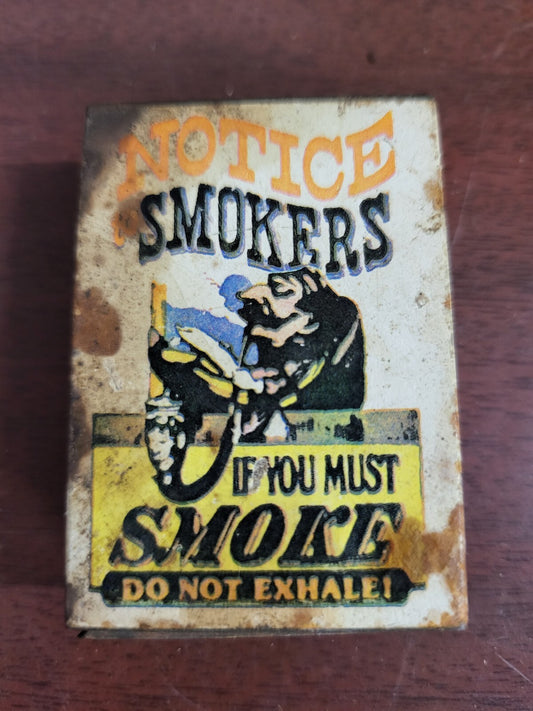 NOTICE
SMOKERS
IF YOU MUST
SMOKE
DO NOT EXHALE!